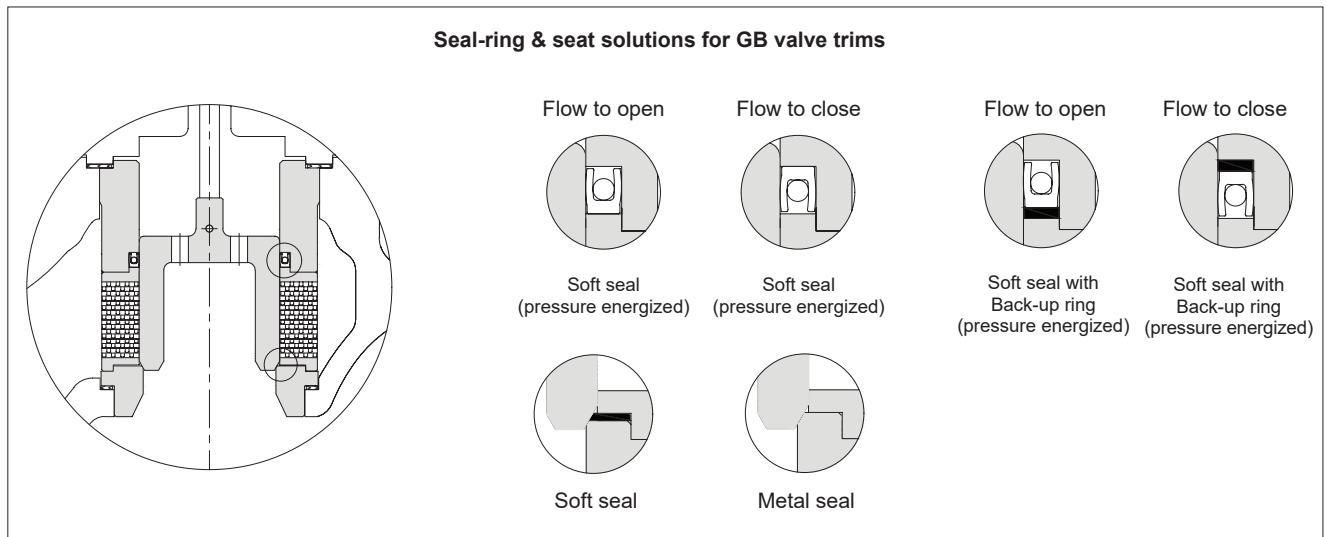 Seal-ring & seat solutions for GB valve trims
Flow to open
Flow to close
Flow to open
Flow to close
Soft seal
(pressure energized)
Soft seal
(pressure energized)
Soft seal with
Back-up ring
(pressure energized)
Soft seal with
Back-up ring
(pressure energized)
Soft seal
Metal seal